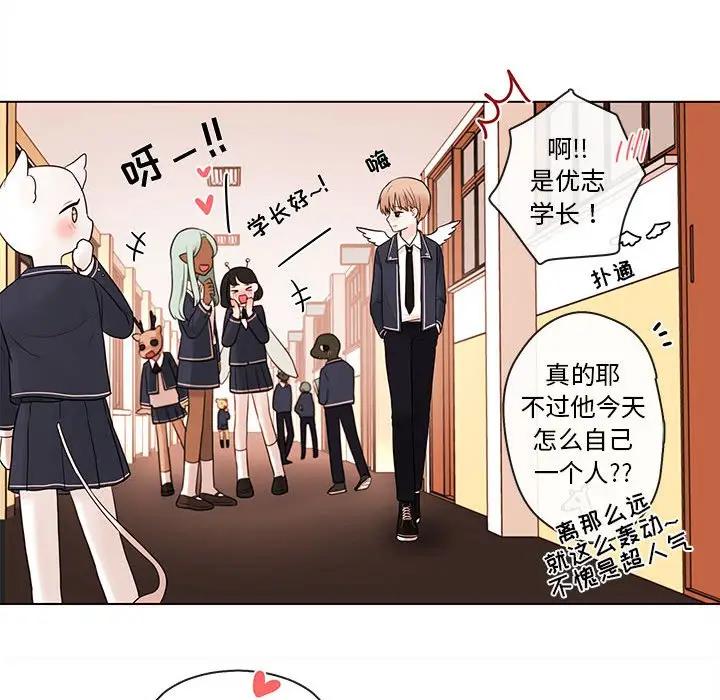 呀一!!
学长好~!
嗨
啊!!
是优志
学长！
扑通
真的耶
不过他今天
怎么自己
一个人??
离那么远
就这么轰动~
不愧是超人气